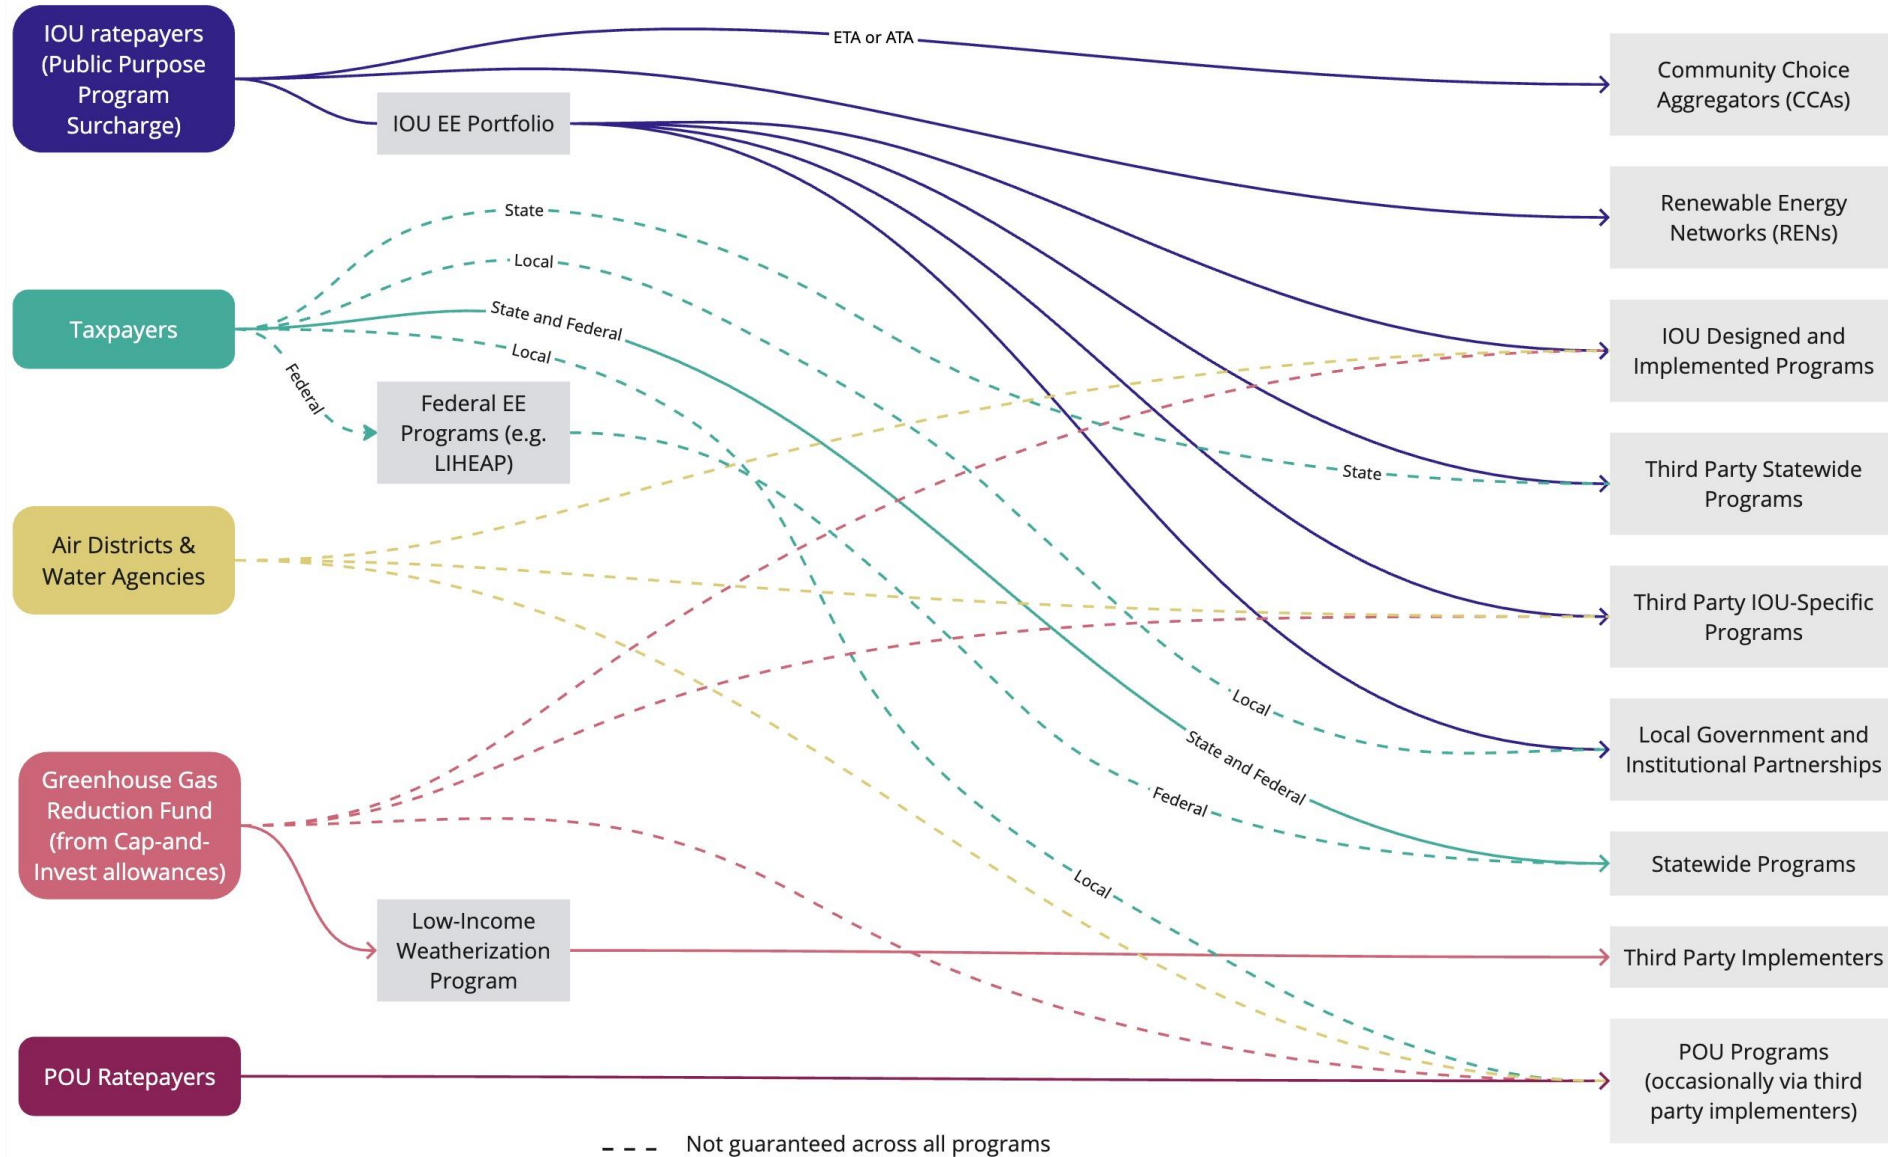 IOU ratepayers
(Public Purpose
Program
Surcharge)
ETA or ATA
Community Choice
Aggregators (CCAs)
IOU EE Portfolio
Renewable Energy
Networks (RENs)
State
Local
Taxpayers
State and Federal
Local
Federal
IOU Designed and
Implemented Programs
Federal EE
Programs (e.g.
LIHEAP)
State
Third Party Statewide
Programs
Air Districts &
Water Agencies
Third Party IOU-Specific
Programs
Local
Local Government and
Institutional Partnerships
State and Federal
Federal
Greenhouse Gas
Reduction Fund
(from Cap-and-
Invest allowances)
Statewide Programs
Local
Low-Income
Weatherization
Program
Third Party Implementers
POU Ratepayers
POU Programs
(occasionally via third
party implementers)
Not guaranteed across all programs